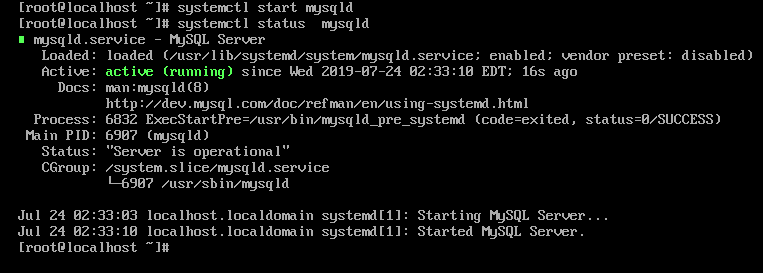 [root@localhost ~]# systemctl start mysqld
[root@localhost ~]# systemctl status  mysqld
mysqld.service - MySQL Server
Loaded: loaded (/usr/lib/systemd/system/mysqld.service; enabled; vendor preset: disabled)
Active: active (running) since Wed 2019-07-24 02:33:10 EDT; 16s ago
Docs: man:mysqld(8)
http://dev.mysql.com/doc/refman/en/using-systemd.html
Process: 6832 ExecStartPre=/usr/bin/mysqld_pre_systemd (code=exited, status=0/SUCCESS)
Main PID: 6907 (mysqld)
Status: "Server is operational"
CGroup: /system.slice/mysqld.service
└─6907 /usr/sbin/mysqld
Jul 24 02:33:03 localhost.localdomain systemd[1]: Starting MySQL Server...
Jul 24 02:33:10 localhost.localdomain systemd[1]: Started MySQL Server.
[root@localhost ~]#